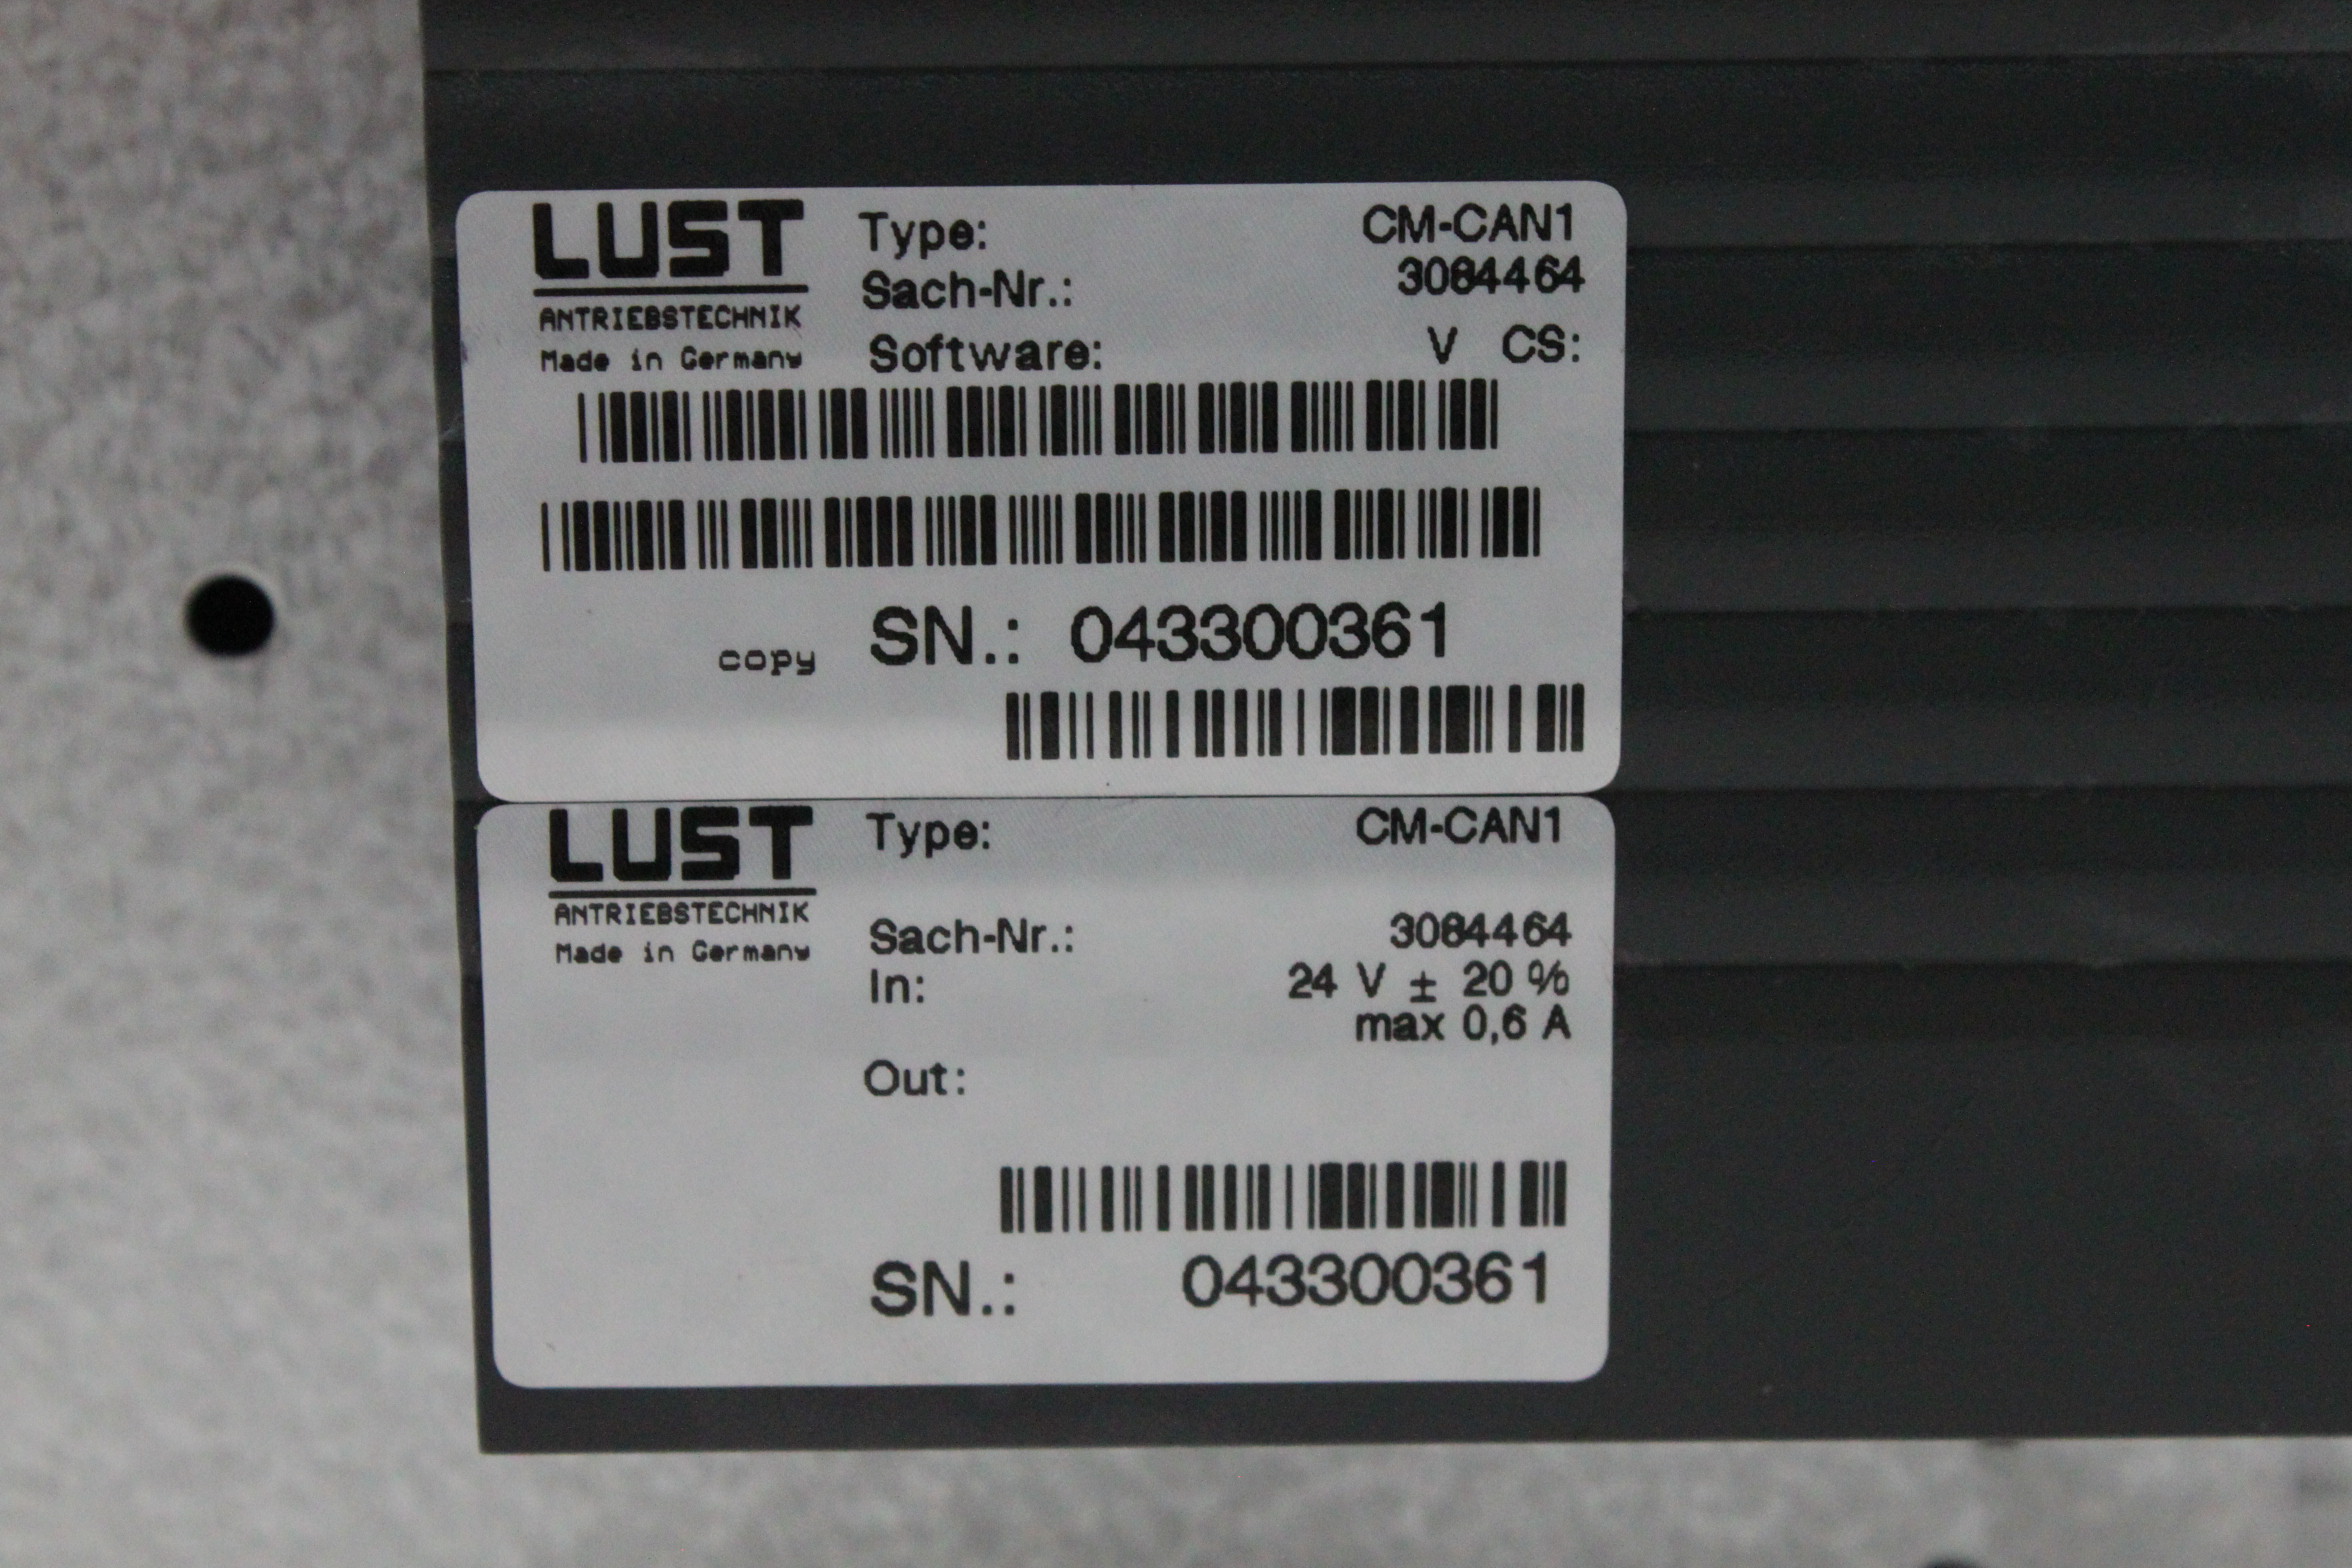 LUST
ANTRIEBSTECHNIK
Made in Germany
Type: CM-CAN1
Sach-Nr.: 3084464
Software: V CS:
copy SN.: 043300361
LUST
ANTRIEBSTECHNIK
Made in Germany
Type: CM-CAN1
Sach-Nr.: 3084464
In: 24 V ± 20 %
max 0,6 A
Out:
SN.: 043300361